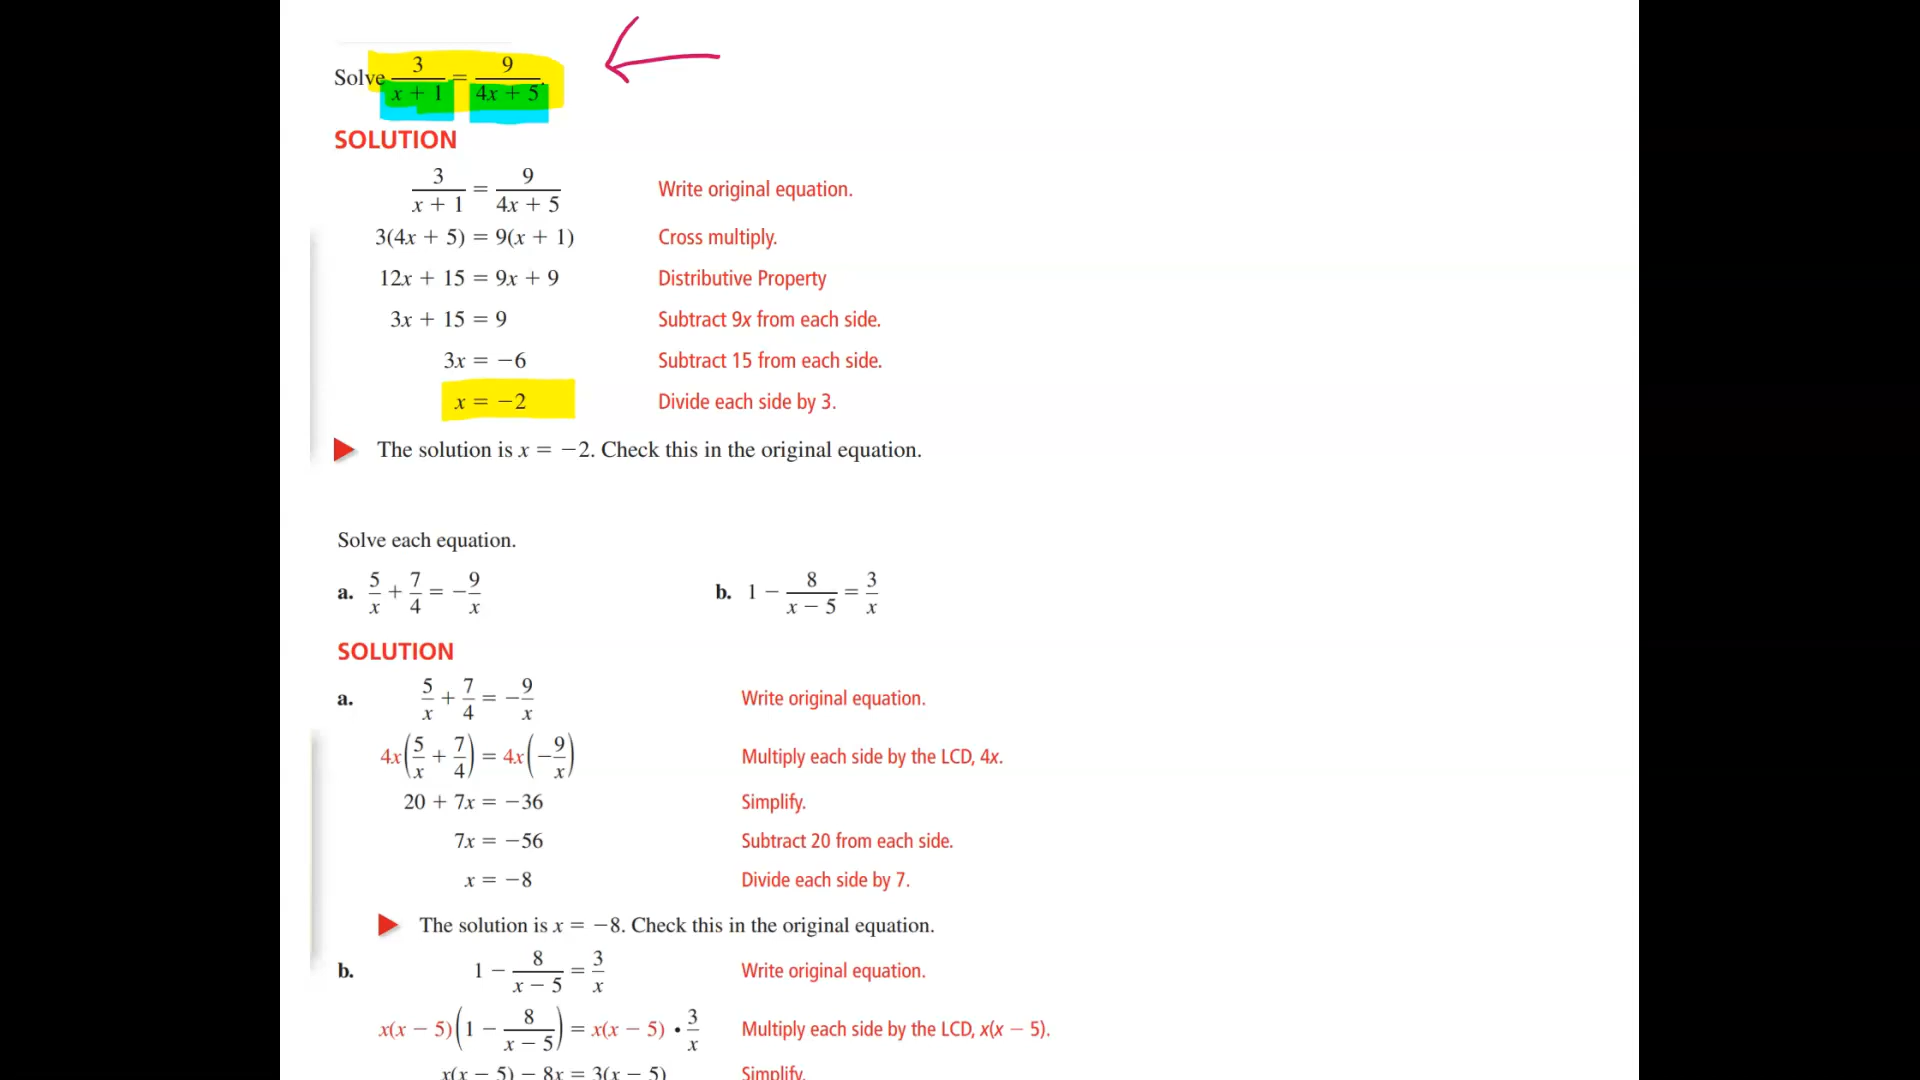 Solve 3/(x + 1) = 9/(4x + 5).
SOLUTION
3/(x + 1) = 9/(4x + 5) Write original equation.
3(4x + 5) = 9(x + 1) Cross multiply.
12x + 15 = 9x + 9 Distributive Property
3x + 15 = 9 Subtract 9x from each side.
3x = −6 Subtract 15 from each side.
x = −2 Divide each side by 3.
The solution is x = −2. Check this in the original equation.
Solve each equation.
a. 5/x + 7/4 = −9/x b. 1 − 8/(x − 5) = 3/x
SOLUTION
a. 5/x + 7/4 = −9/x Write original equation.
4x(5/x + 7/4) = 4x(−9/x) Multiply each side by the LCD, 4x.
20 + 7x = −36 Simplify.
7x = −56 Subtract 20 from each side.
x = −8 Divide each side by 7.
The solution is x = −8. Check this in the original equation.
b. 1 − 8/(x − 5) = 3/x Write original equation.
x(x − 5)(1 − 8/(x − 5)) = x(x − 5) • 3/x Multiply each side by the LCD, x(x − 5).
x(x − 5) − 8x = 3(x − 5) Simplify.